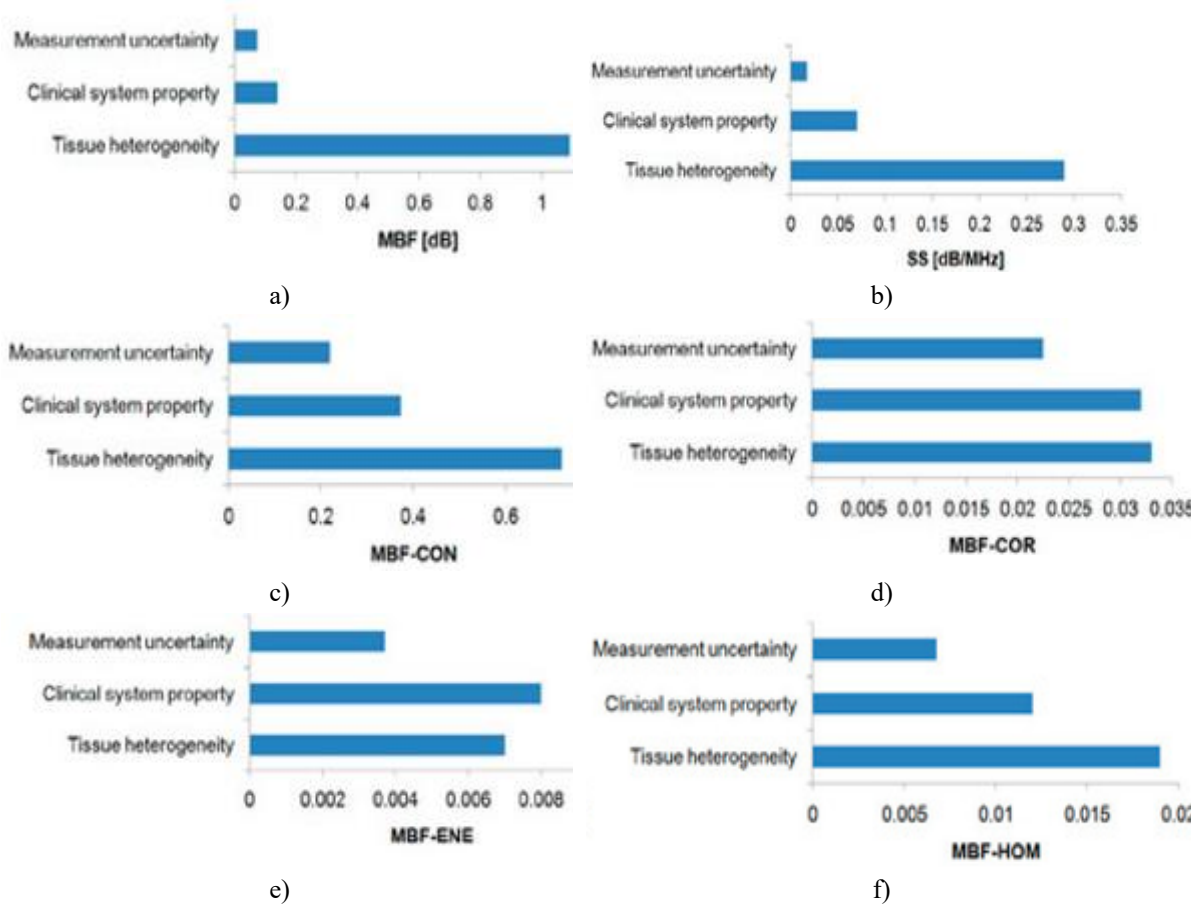 Measurement uncertainty
Clinical system property
Tissue heterogeneity
0 0.2 0.4 0.6 0.8 1
MBF [dB]
a)
Measurement uncertainty
Clinical system property
Tissue heterogeneity
0 0.05 0.1 0.15 0.2 0.25 0.3 0.35
SS [dB/MHz]
b)
Measurement uncertainty
Clinical system property
Tissue heterogeneity
0 0.2 0.4 0.6
MBF-CON
c)
Measurement uncertainty
Clinical system property
Tissue heterogeneity
0 0.005 0.01 0.015 0.02 0.025 0.03 0.035
MBF-COR
d)
Measurement uncertainty
Clinical system property
Tissue heterogeneity
0 0.002 0.004 0.006 0.008
MBF-ENE
e)
Measurement uncertainty
Clinical system property
Tissue heterogeneity
0 0.005 0.01 0.015 0.02
MBF-HOM
f)